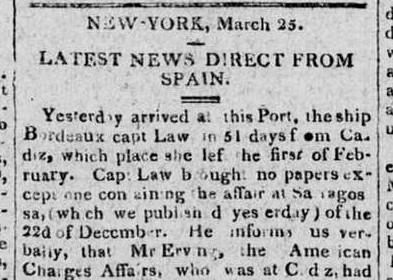 NEW-YORK, March 25.
LATEST NEWS DIRECT FROM
SPAIN.
Yesterday arrived at this Port, the ship
Bordeaux capt Law in 51 days from Ca-
diz, which place she left the first of Feb-
ruary. Capt Law brought no papers ex-
cept one containing the affair at Saragos
sa, (which we published yesterday) of the
22d of December. He informs us ver-
bally, that Mr Erving, the American
Charges Affairs, who was at Cadiz, had